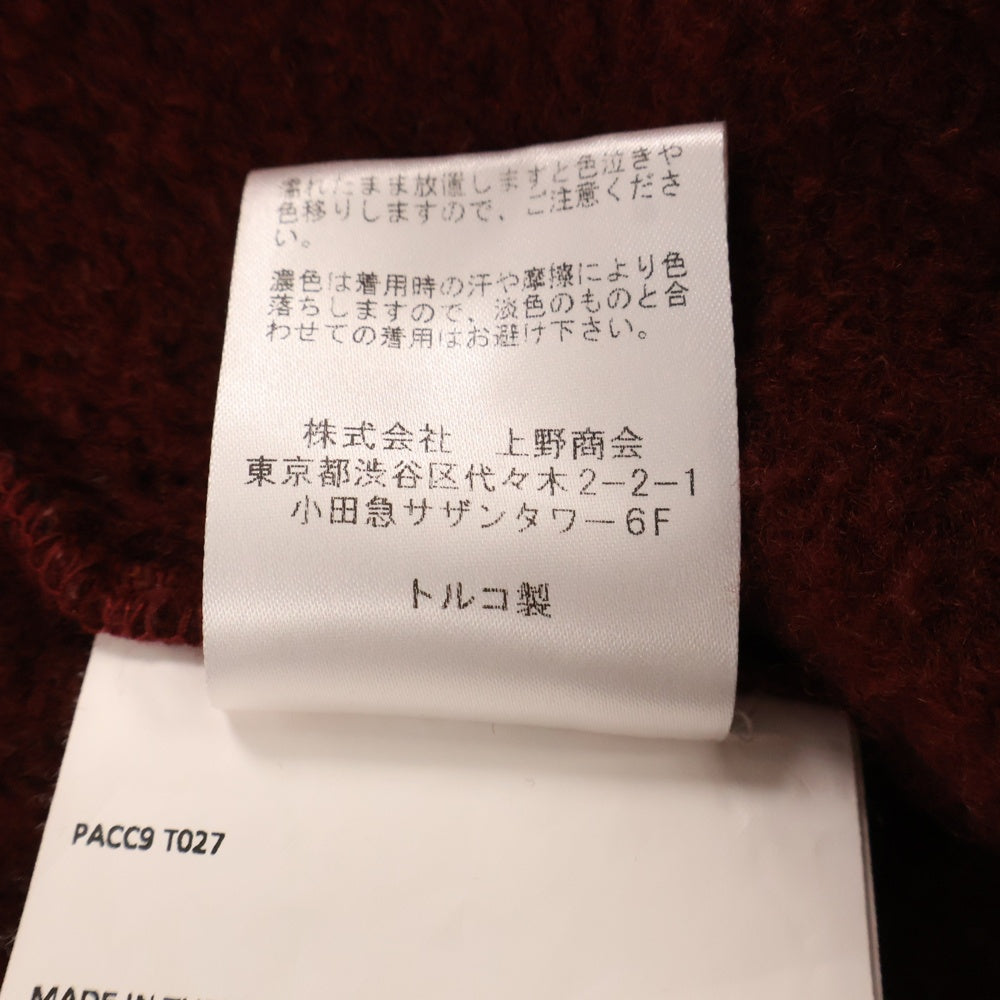 濡れたまま放置しますと色泣きや
色移りしますので、ご注意くださ
い。
濃色は着用時の汗や摩擦により色
落ちしますので、淡色のものと合
わせての着用はお避け下さい。
株式会社 上野商会
東京都渋谷区代々木2-2-1
小田急サザンタワー6F
トルコ製
PACC9 T027
MADE IN